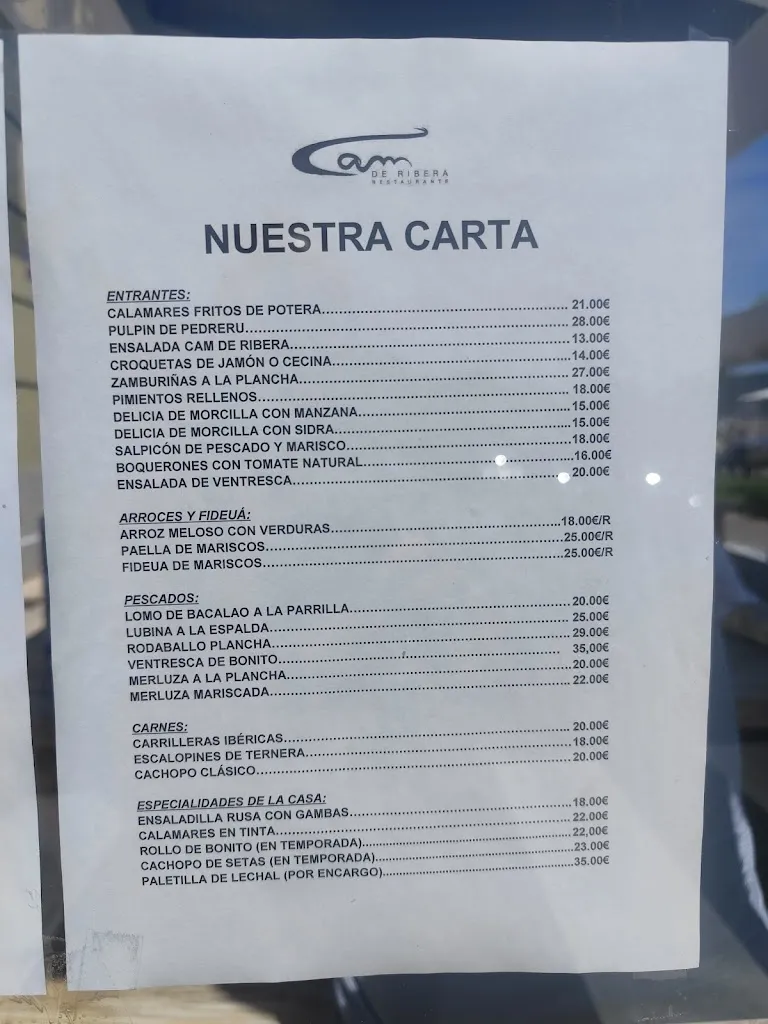 Cam
DE RIBERA
RESTAURANTE
NUESTRA CARTA
ENTRANTES:
CALAMARES FRITOS DE POTERA.......... 21.00€
PULPIN DE PEDRERU.......... 28.00€
ENSALADA CAM DE RIBERA.......... 13.00€
CROQUETAS DE JAMÓN O CECINA.......... 14.00€
ZAMBURIÑAS A LA PLANCHA.......... 27.00€
PIMIENTOS RELLENOS.......... 18.00€
DELICIA DE MORCILLA CON MANZANA.......... 15.00€
DELICIA DE MORCILLA CON SIDRA.......... 15.00€
SALPICÓN DE PESCADO Y MARISCO.......... 18.00€
BOQUERONES CON TOMATE NATURAL.......... 16.00€
ENSALADA DE VENTRESCA.......... 20.00€
ARROCES Y FIDEUÁ:
ARROZ MELOSO CON VERDURAS.......... 18.00€/R
PAELLA DE MARISCOS.......... 25.00€/R
FIDEUA DE MARISCOS.......... 25.00€/R
PESCADOS:
LOMO DE BACALAO A LA PARRILLA.......... 20.00€
LUBINA A LA ESPALDA.......... 25.00€
RODABALLO PLANCHA.......... 29.00€
VENTRESCA DE BONITO.......... 35,00€
MERLUZA A LA PLANCHA.......... 20.00€
MERLUZA MARISCADA.......... 22.00€
CARNES:
CARRILLERAS IBÉRICAS.......... 20.00€
ESCALOPINES DE TERNERA.......... 18.00€
CACHOPO CLÁSICO.......... 20.00€
ESPECIALIDADES DE LA CASA:
ENSALADILLA RUSA CON GAMBAS.......... 18.00€
CALAMARES EN TINTA.......... 22.00€
ROLLO DE BONITO (EN TEMPORADA).......... 22,00€
CACHOPO DE SETAS (EN TEMPORADA).......... 23.00€
PALETILLA DE LECHAL (POR ENCARGO).......... 35.00€